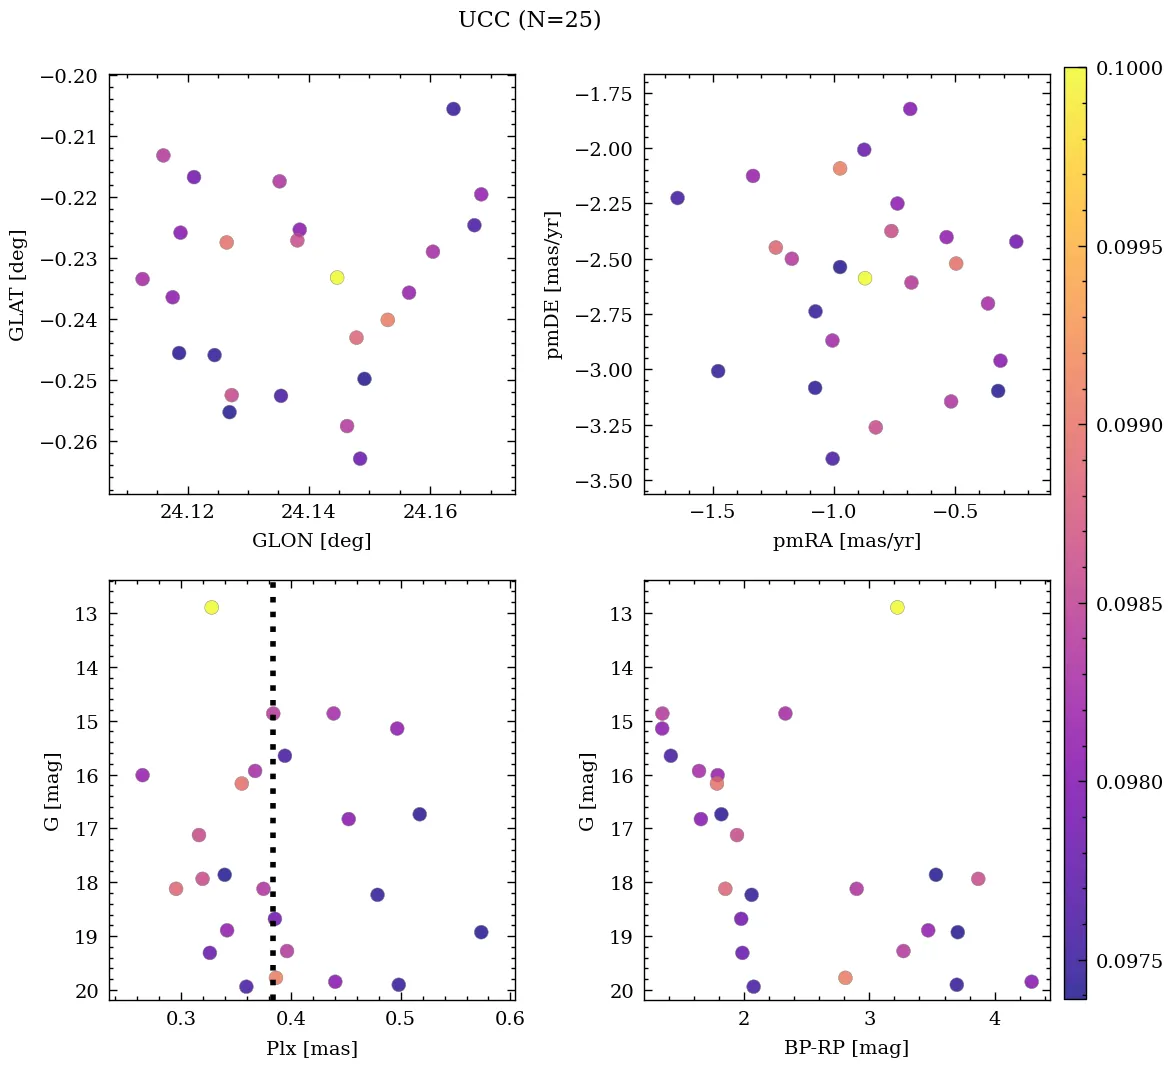 UCC (N=25)
−0.20
−0.21
−0.22
−0.23
−0.24
−0.25
−0.26
GLAT [deg]
24.12 24.14 24.16
GLON [deg]
−1.75
−2.00
−2.25
−2.50
−2.75
−3.00
−3.25
−3.50
pmDE [mas/yr]
−1.5 −1.0 −0.5
pmRA [mas/yr]
13
14
15
16
17
18
19
20
G [mag]
0.3 0.4 0.5 0.6
Plx [mas]
13
14
15
16
17
18
19
20
G [mag]
2 3 4
BP-RP [mag]
0.1000
0.0995
0.0990
0.0985
0.0980
0.0975